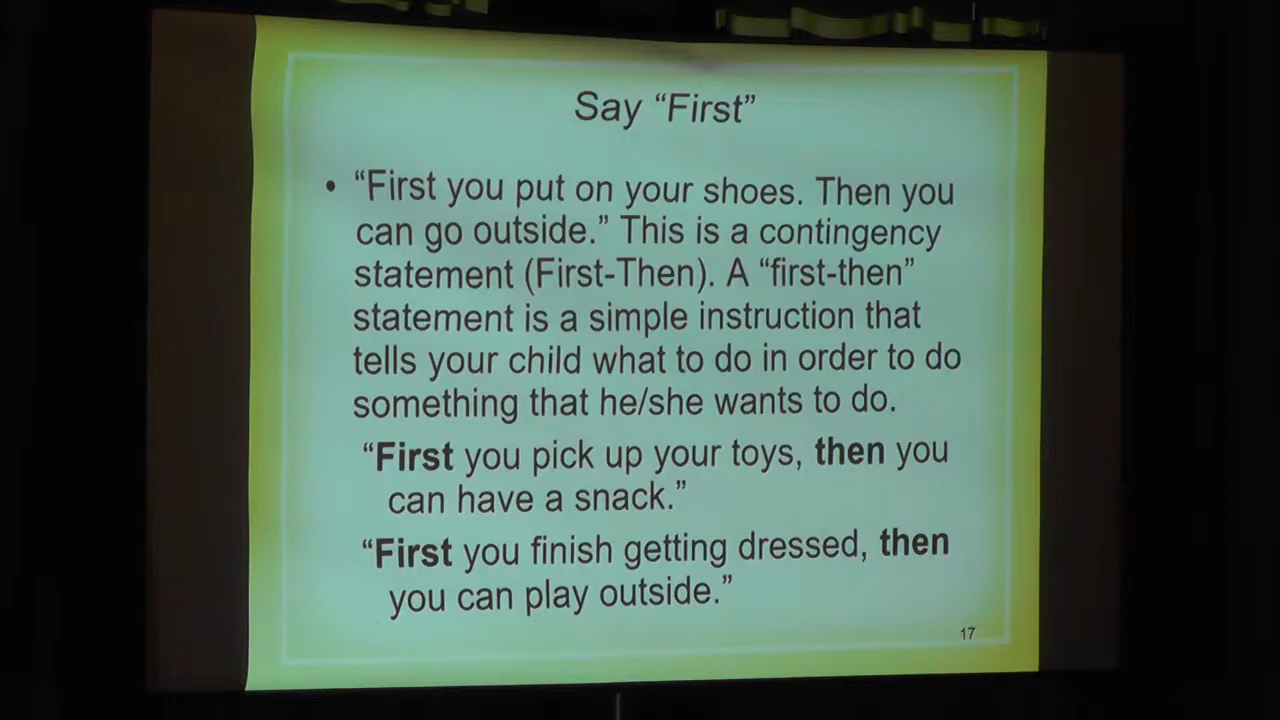 Say “First”
• “First you put on your shoes. Then you
can go outside.” This is a contingency
statement (First-Then). A “first-then”
statement is a simple instruction that
tells your child what to do in order to do
something that he/she wants to do.
“First you pick up your toys, then you
can have a snack.”
“First you finish getting dressed, then
you can play outside.”
17